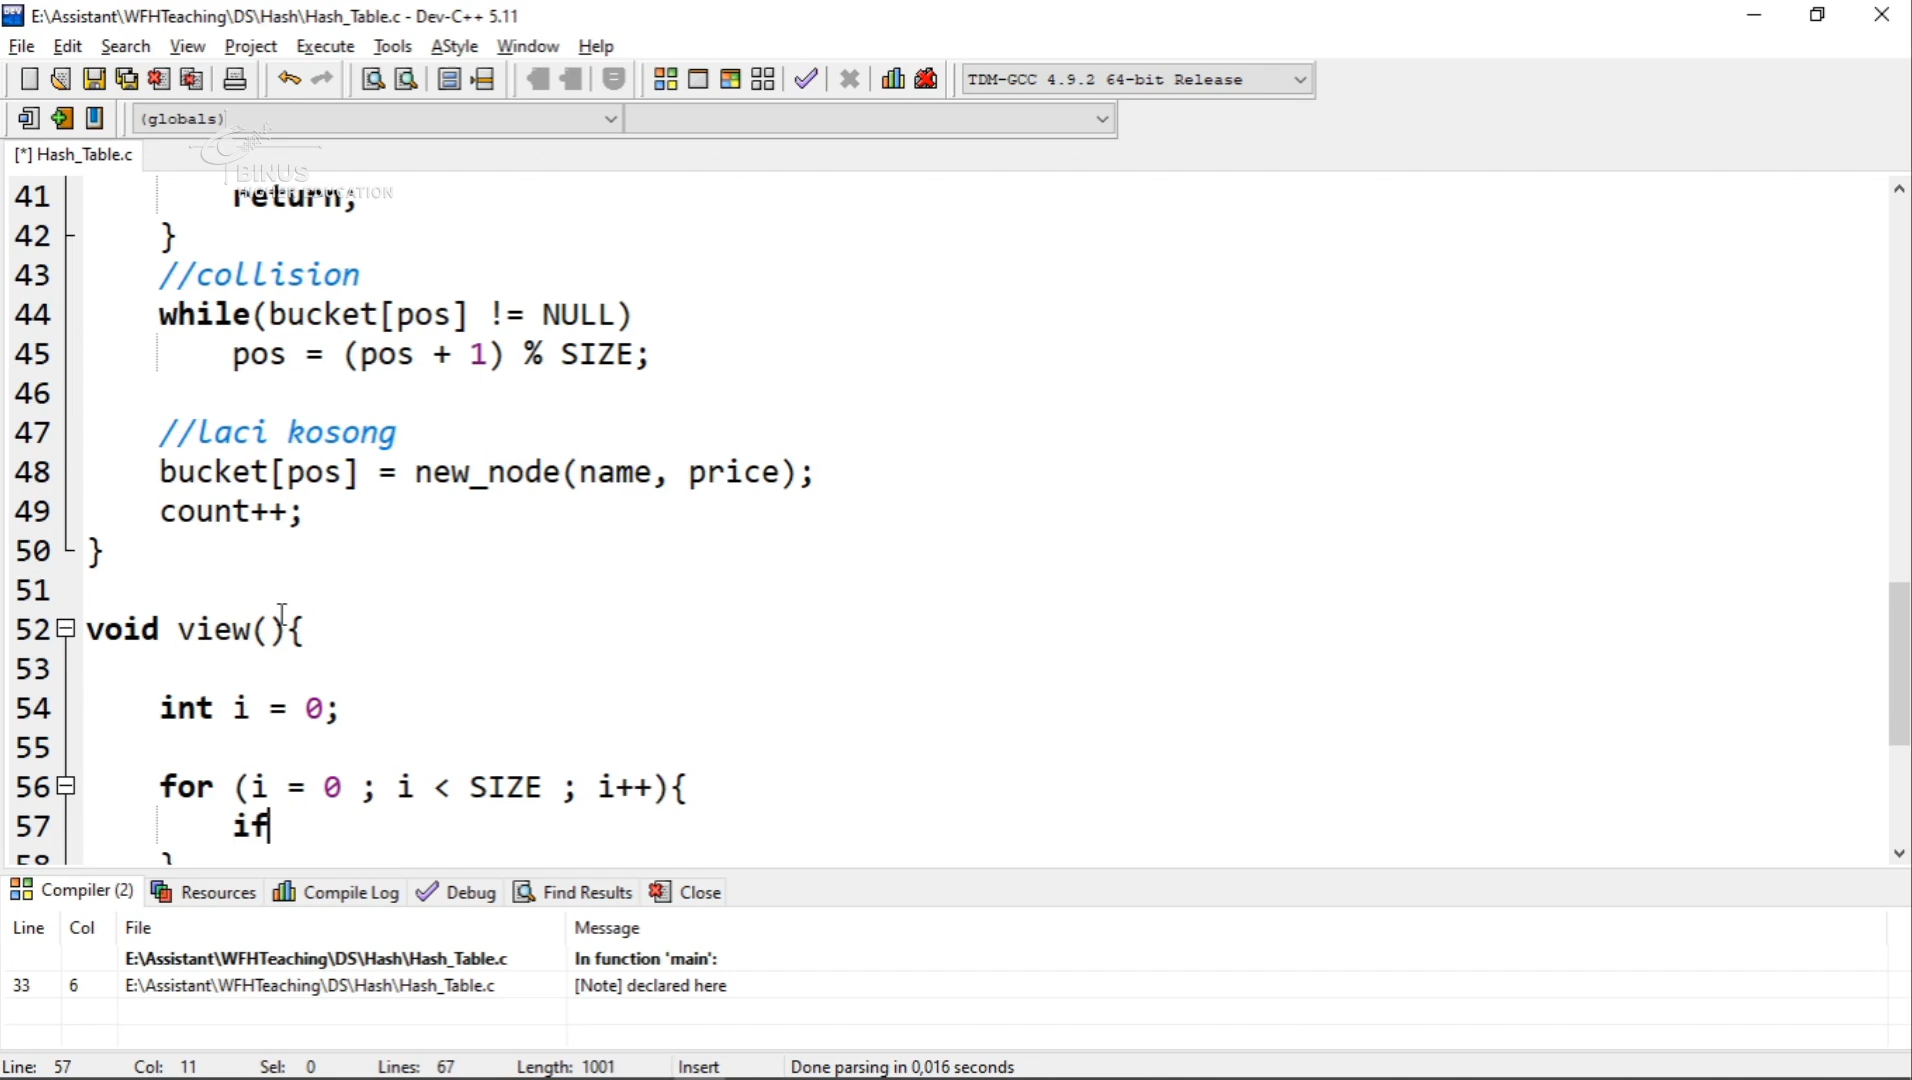 E:\Assistant\WFHTeaching\DS\Hash\Hash_Table.c - Dev-C++ 5.11
File Edit Search View Project Execute Tools AStyle Window Help
TDM-GCC 4.9.2 64-bit Release
(globals)
[*] Hash_Table.c
BINUS
HIGHER EDUCATION
41 return;
42 }
43 //collision
44 while(bucket[pos] != NULL)
45 pos = (pos + 1) % SIZE;
46
47 //laci kosong
48 bucket[pos] = new_node(name, price);
49 count++;
50 }
51
52 void view(){
53
54 int i = 0;
55
56 for (i = 0 ; i < SIZE ; i++){
57 if
58 }
Compiler (2) Resources Compile Log Debug Find Results Close
Line Col File Message
E:\Assistant\WFHTeaching\DS\Hash\Hash_Table.c In function 'main':
33 6 E:\Assistant\WFHTeaching\DS\Hash\Hash_Table.c [Note] declared here
Line: 57 Col: 11 Sel: 0 Lines: 67 Length: 1001 Insert Done parsing in 0,016 seconds